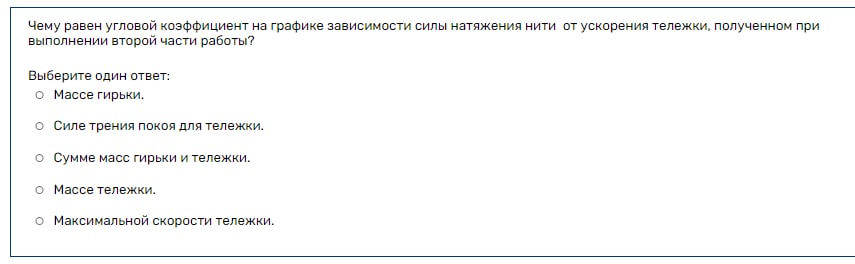 Чему равен угловой коэффициент на графике зависимости силы натяжения нити от ускорения тележки, полученном при
выполнении второй части работы?
Выберите один ответ:
Массе гирьки.
Силе трения покоя для тележки.
Сумме масс гирьки и тележки.
Массе тележки.
Максимальной скорости тележки.